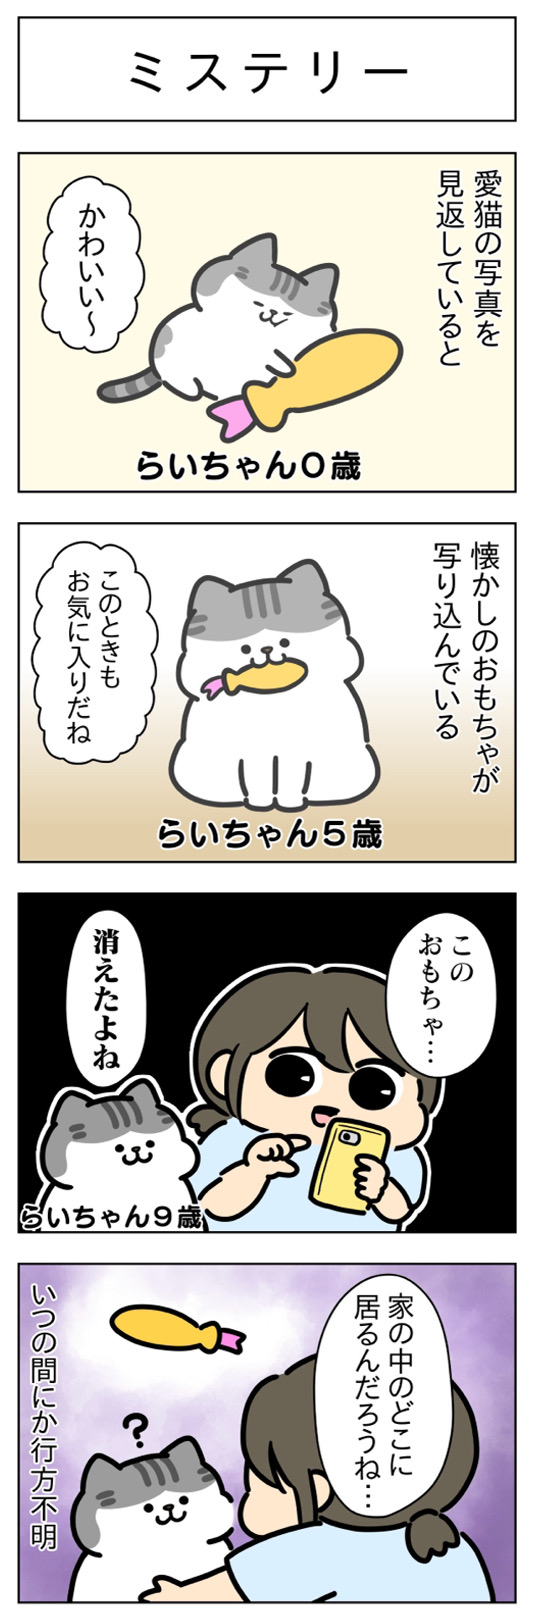 ミステリー
愛猫の写真を
見返していると
かわいい～
らいちゃん0歳
懐かしのおもちゃが
写り込んでいる
このときも
お気に入りだね
らいちゃん5歳
この
おもちゃ…
消えたよね
らいちゃん9歳
家の中のどこに
居るんだろうね…
?
いつの間にか行方不明